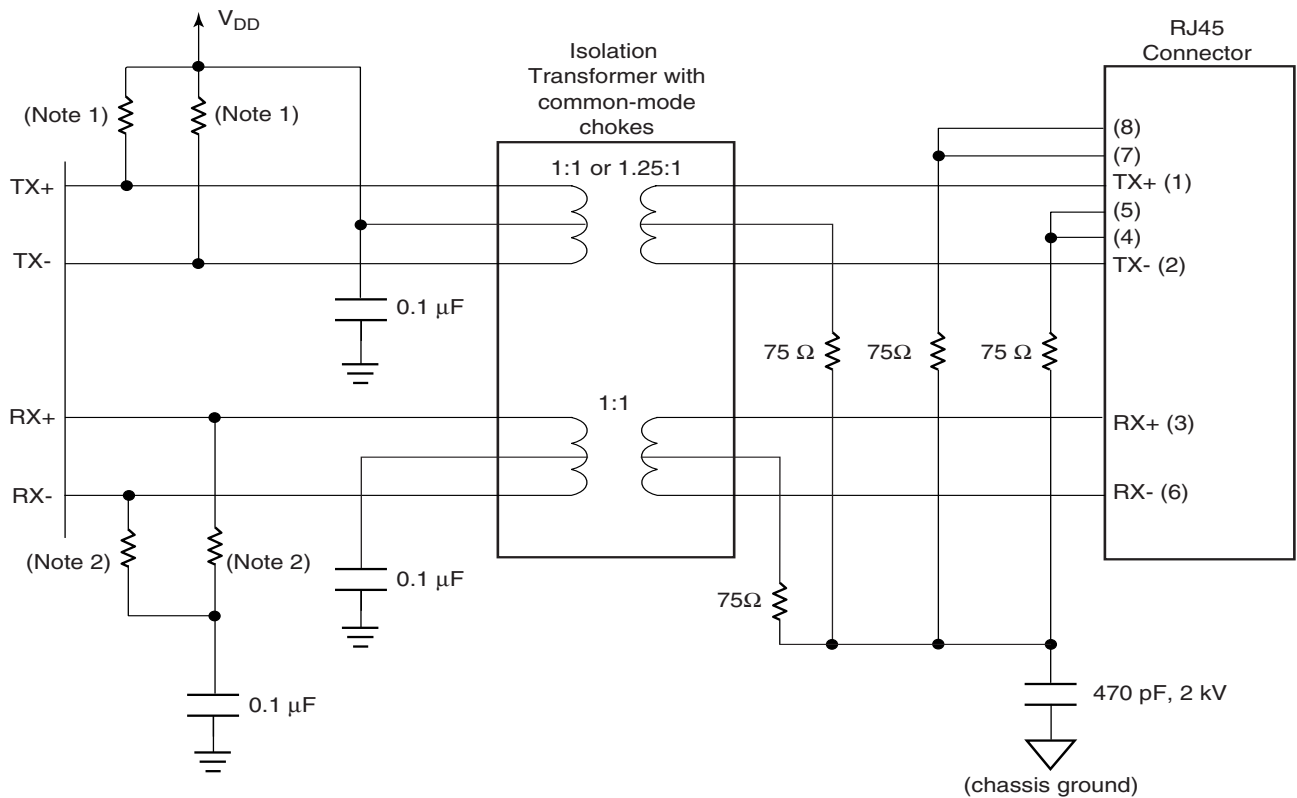 V_DD
RJ45
Connector
Isolation
Transformer with
common-mode
chokes
(Note 1)
(Note 1)
(8)
(7)
1:1 or 1.25:1
TX+
TX+ (1)
(5)
(4)
TX-
TX- (2)
0.1 μF
75 Ω
75Ω
75 Ω
1:1
RX+
RX+ (3)
RX-
RX- (6)
(Note 2)
(Note 2)
0.1 μF
75Ω
0.1 μF
470 pF, 2 kV
(chassis ground)